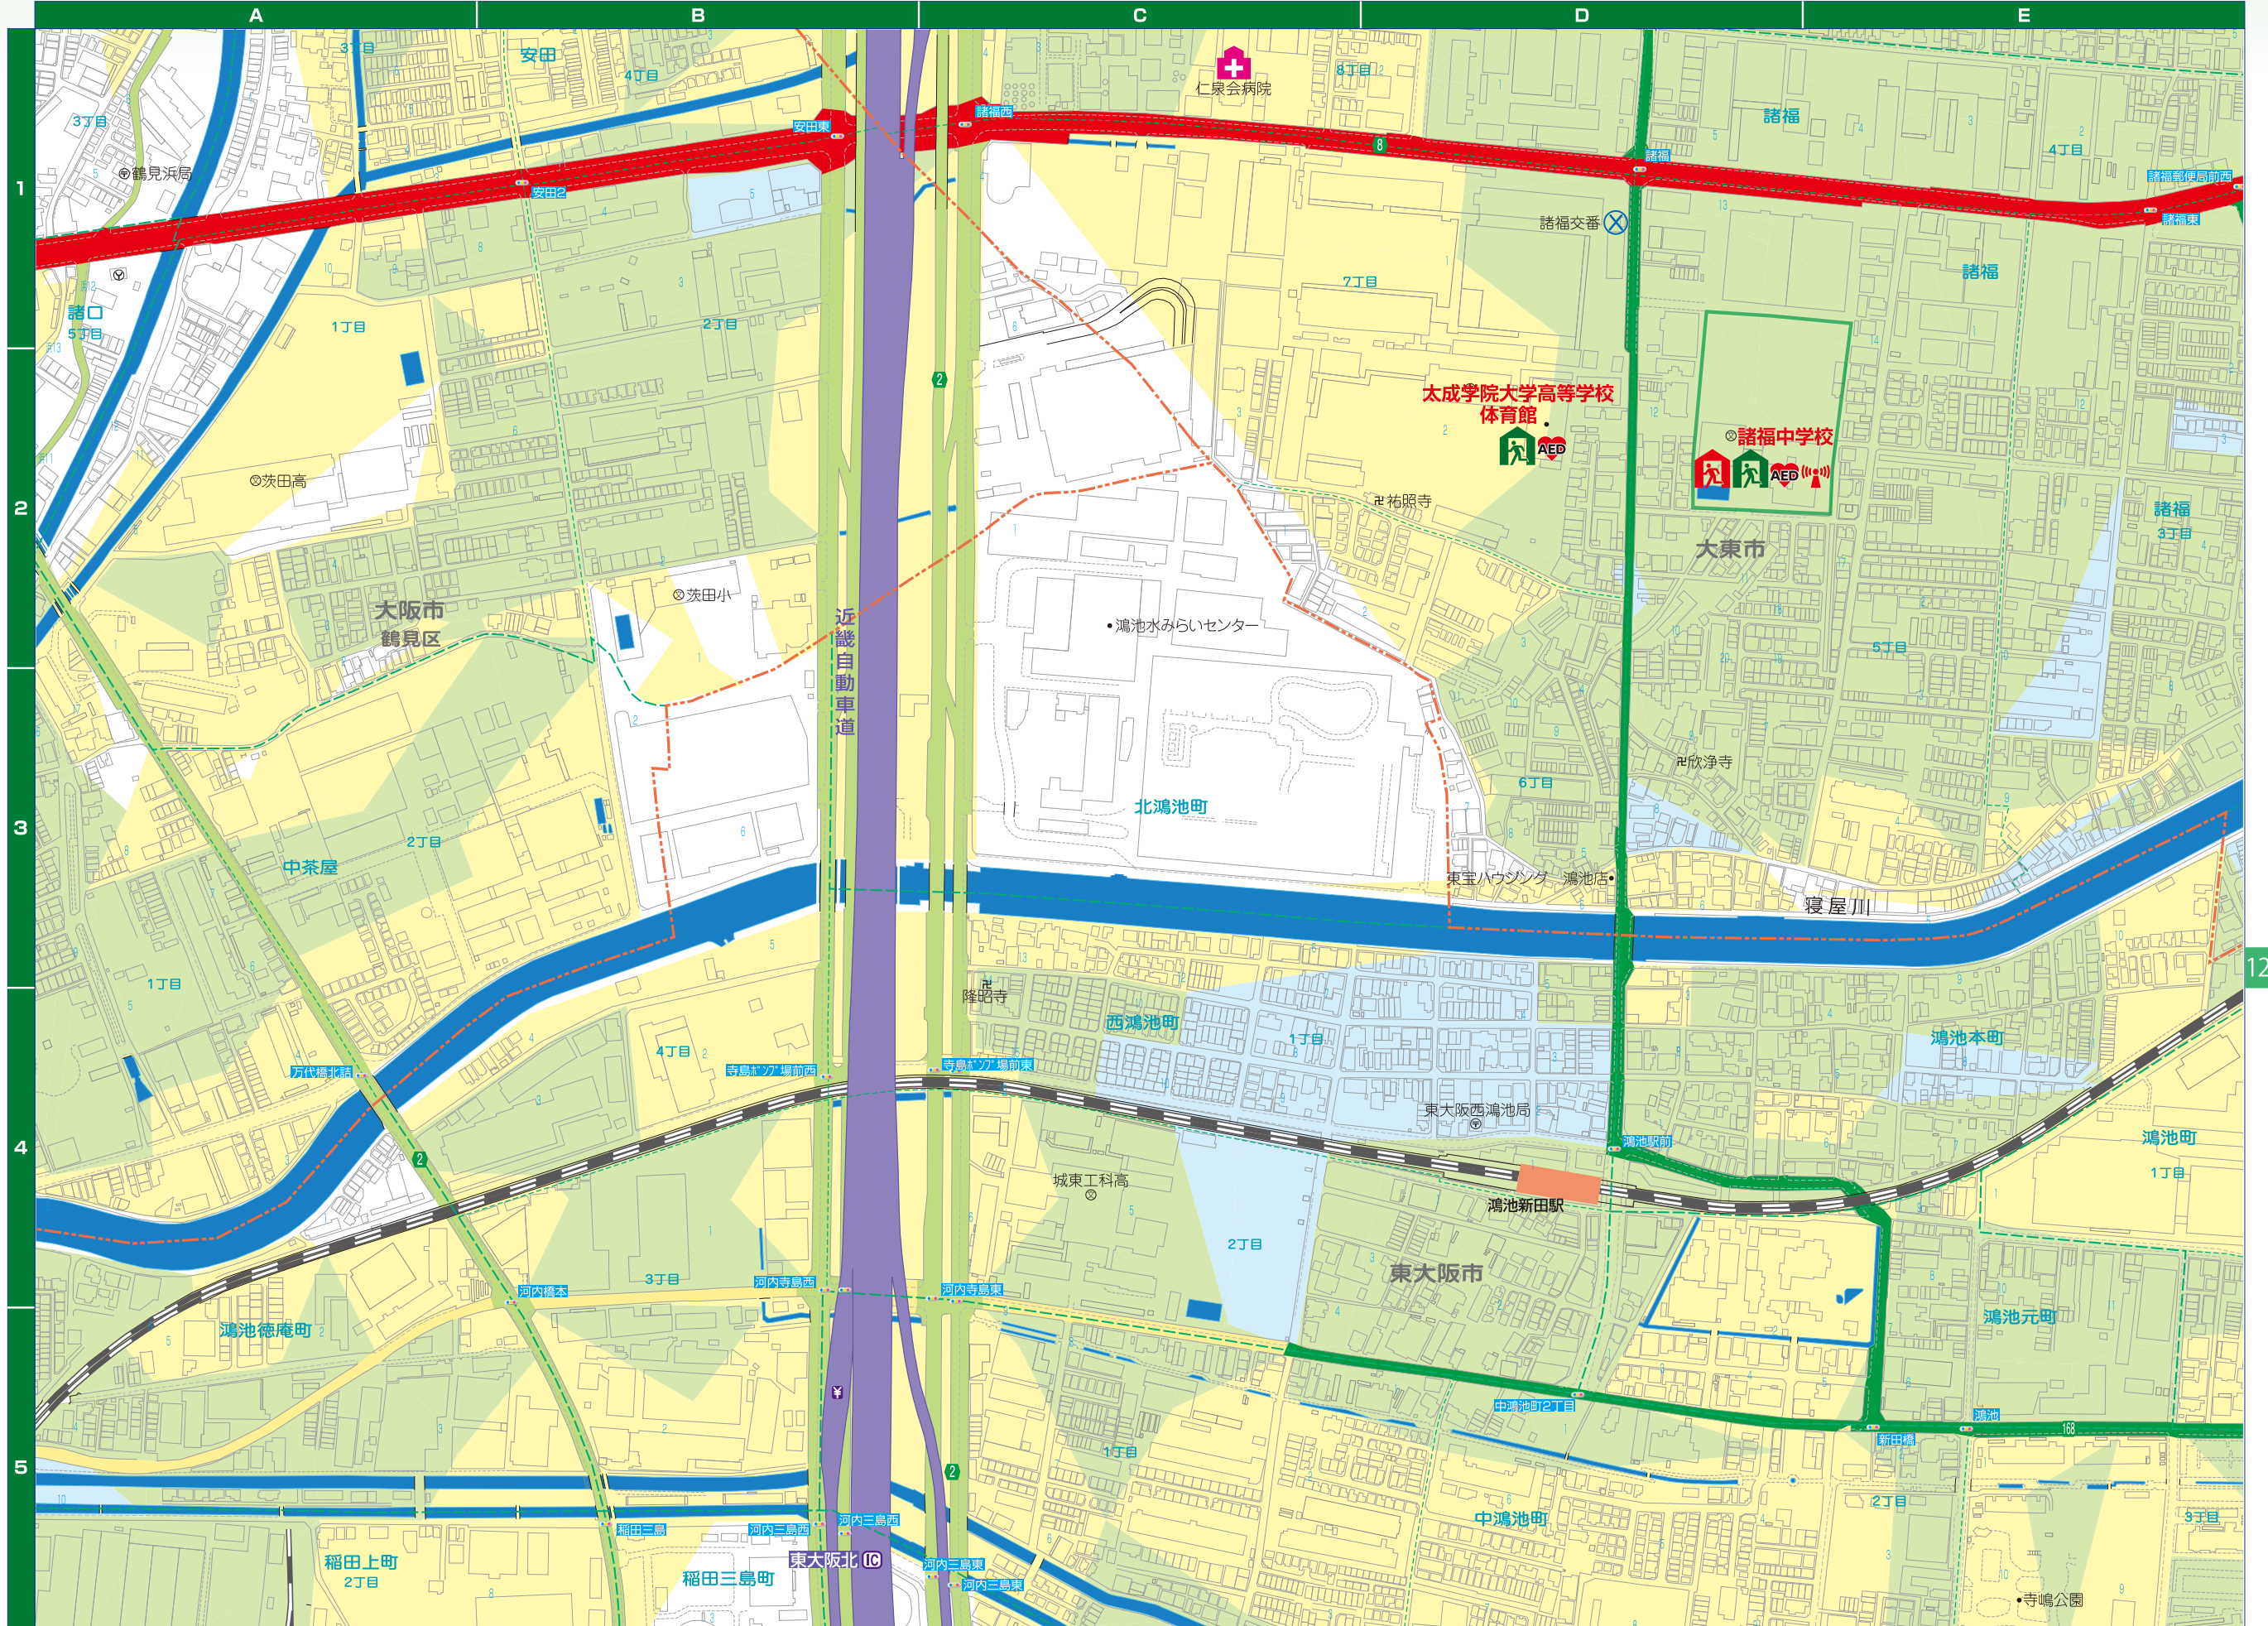 A
B
C
D
E
1
2
3
4
5
12
3丁目
安田
4丁目
仁泉会病院
8丁目
諸福
4丁目
3丁目
鶴見浜局
安田東
諸福西
8
諸福
諸福郵便局前西
諸福東
安田2
諸福交番
諸口
5丁目
1丁目
2丁目
7丁目
諸福
2
太成学院大学高等学校
体育館
AED
諸福中学校
AED
茨田高
祐照寺
諸福
3丁目
大東市
茨田小
大阪市
鶴見区
近畿自動車道
鴻池水みらいセンター
5丁目
欣浄寺
6丁目
北鴻池町
中茶屋
2丁目
東宝ハウジング 鴻池店
寝屋川
1丁目
隆昭寺
西鴻池町
1丁目
鴻池本町
4丁目
万代橋北詰
寺島ポンプ場前西
寺島ポンプ場前東
東大阪西鴻池局
鴻池駅前
鴻池町
1丁目
2
城東工科高
鴻池新田駅
2丁目
東大阪市
3丁目
河内橋本
河内寺島西
河内寺島東
鴻池徳庵町
鴻池元町
¥
中鴻池町2丁目
鴻池
168
新田橋
1丁目
2
中鴻池町
2丁目
3丁目
稲田三島
河内三島西
河内三島西
稲田上町
2丁目
東大阪北 IC
河内三島東
河内三島東
稲田三島町
寺嶋公園